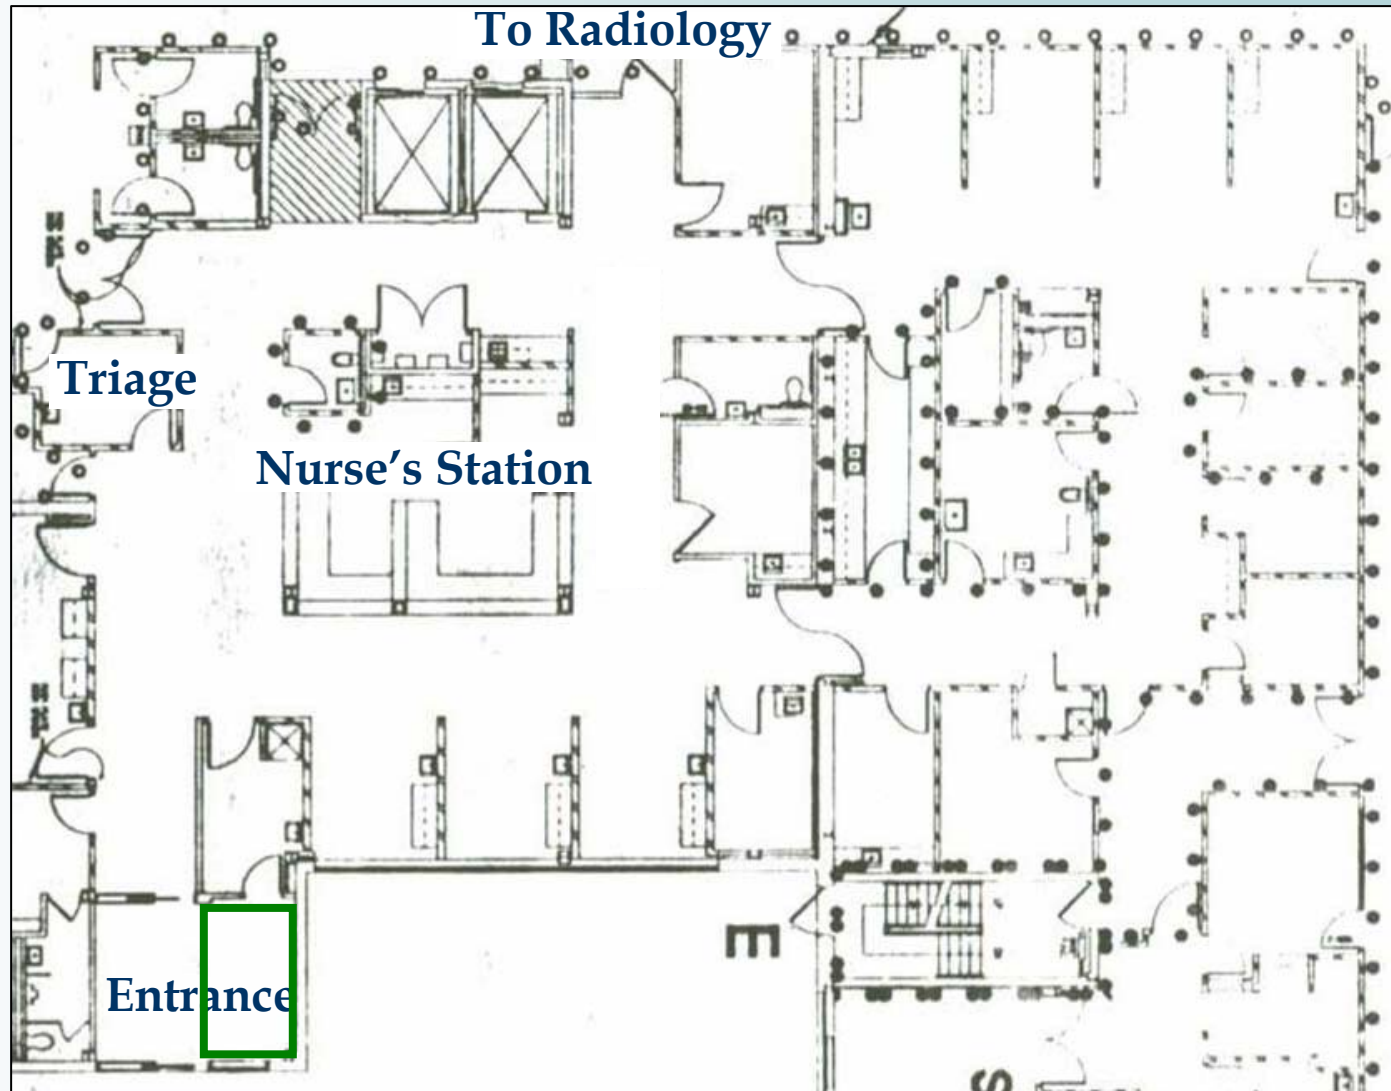 To Radiology
Triage
Nurse’s Station
Entrance
E
S